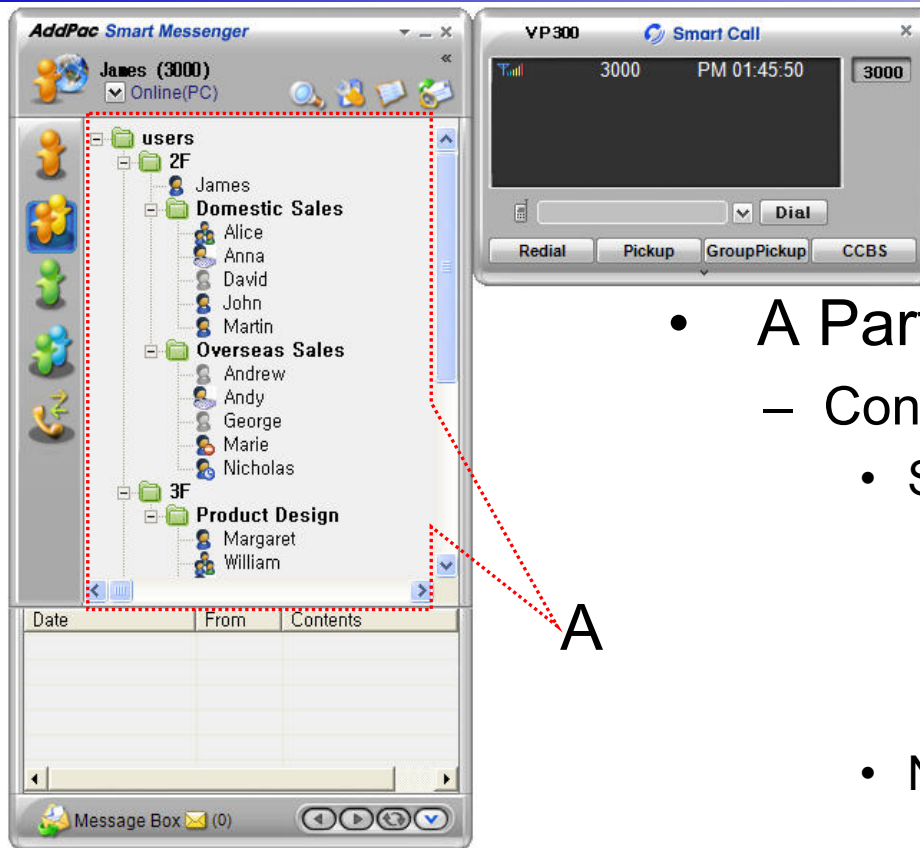 AddPac Smart Messenger
James (3000)
Online(PC)
users
2F
James
Domestic Sales
Alice
Anna
David
John
Martin
Overseas Sales
Andrew
Andy
George
Marie
Nicholas
3F
Product Design
Margaret
William
Date From Contents
Message Box (0)
VP300 Smart Call
3000 PM 01:45:50 3000
Dial
Redial Pickup GroupPickup CCBS
• A Par
– Con
• S
• N
A